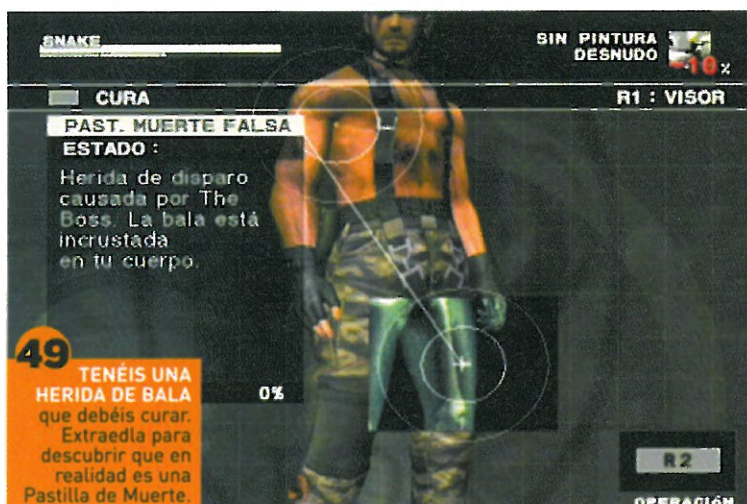 SNAKE
SIN PINTURA
DESNUDO
-10%
CURA
R1 : VISOR
PAST. MUERTE FALSA
ESTADO :
Herida de disparo
causada por The
Boss. La bala está
incrustada
en tu cuerpo.
0%
49
TENÉIS UNA
HERIDA DE BALA
que debéis curar.
Extraedla para
descubrir que en
realidad es una
Pastilla de Muerte.
R2
OPERACIÓN